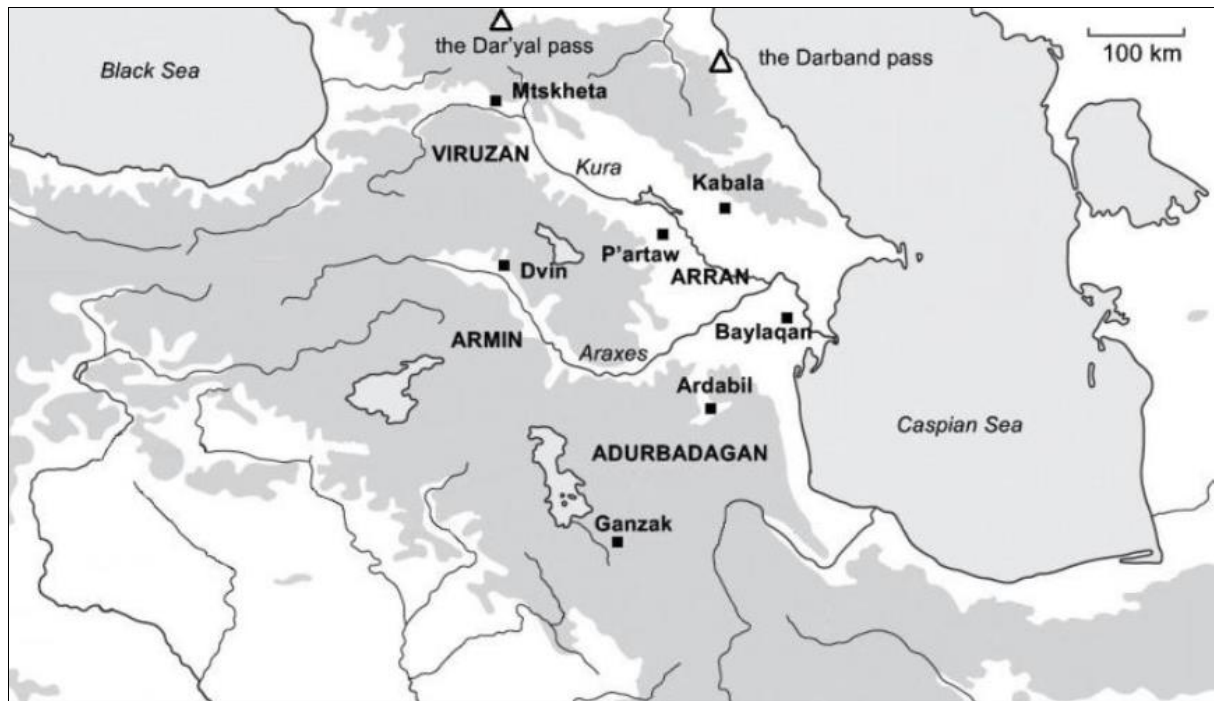 the Dar'yal pass
Black Sea
the Darband pass
100 km
Mtskheta
VIRUZAN
Kura
Kabala
P'artaw
Dvin
ARRAN
Baylaqan
ARMIN
Araxes
Ardabil
Caspian Sea
ADURBADAGAN
Ganzak